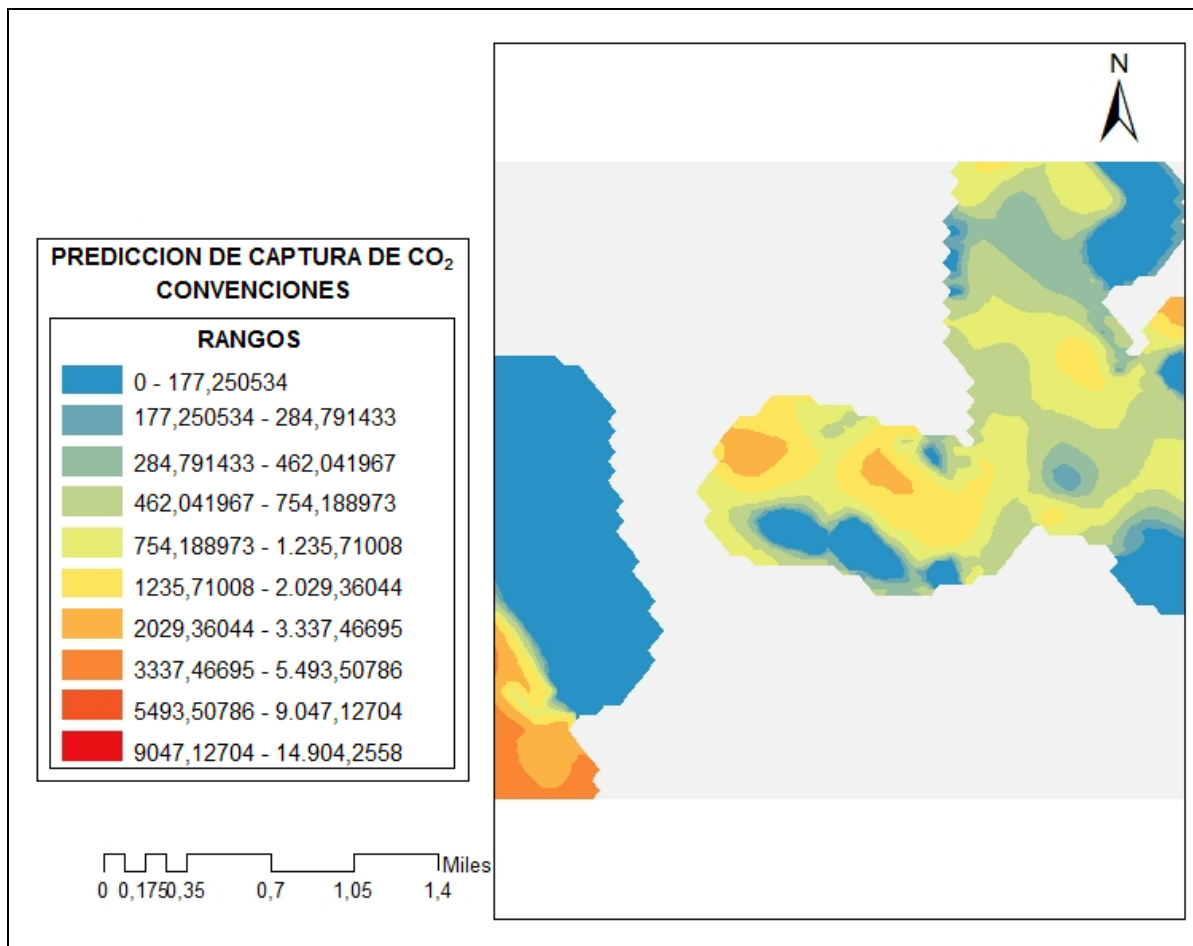 N
PREDICCION DE CAPTURA DE CO₂
CONVENCIONES
RANGOS
0 - 177,250534
177,250534 - 284,791433
284,791433 - 462,041967
462,041967 - 754,188973
754,188973 - 1.235,71008
1235,71008 - 2.029,36044
2029,36044 - 3.337,46695
3337,46695 - 5.493,50786
5493,50786 - 9.047,12704
9047,12704 - 14.904,2558
Miles
0 0,1750,35 0,7 1,05 1,4